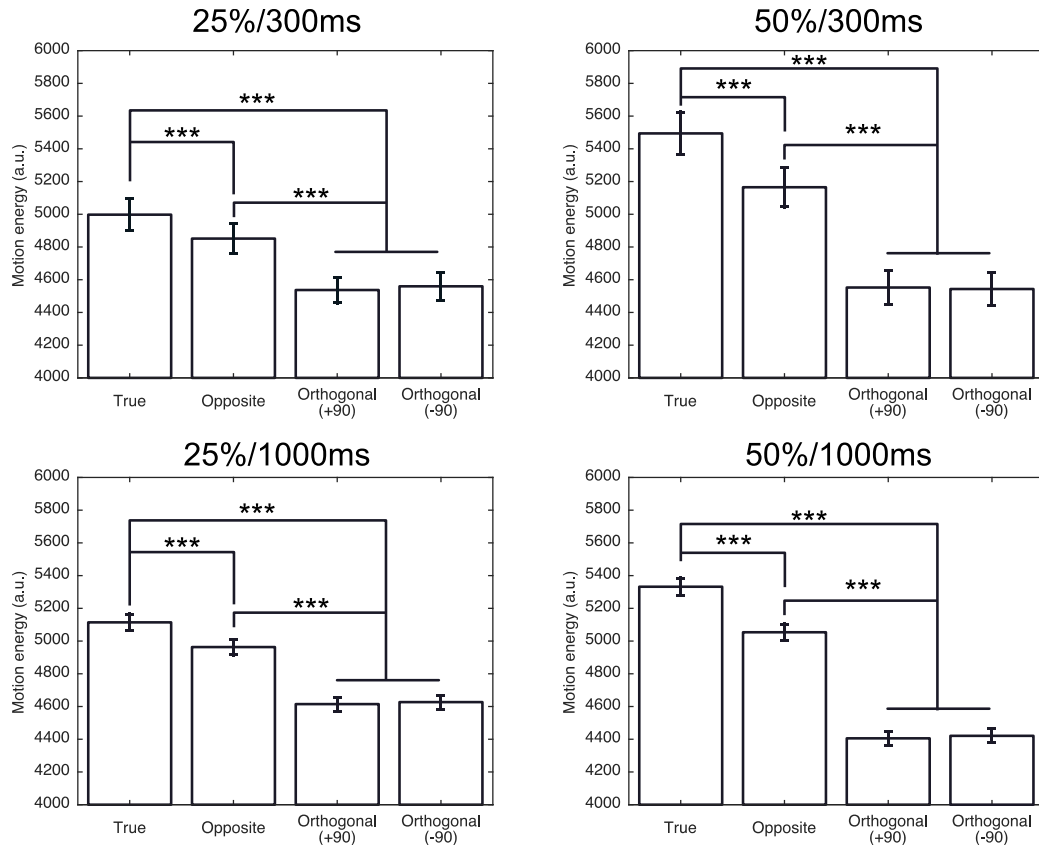 25%/300ms
6000
5800
5600
5400
5200
5000
4800
4600
4400
4200
4000
Motion energy (a.u.)
***
***
***
True
Opposite
Orthogonal
(+90)
Orthogonal
(-90)
50%/300ms
6000
5800
5600
5400
5200
5000
4800
4600
4400
4200
4000
Motion energy (a.u.)
***
***
***
True
Opposite
Orthogonal
(+90)
Orthogonal
(-90)
25%/1000ms
6000
5800
5600
5400
5200
5000
4800
4600
4400
4200
4000
Motion energy (a.u.)
***
***
***
True
Opposite
Orthogonal
(+90)
Orthogonal
(-90)
50%/1000ms
6000
5800
5600
5400
5200
5000
4800
4600
4400
4200
4000
Motion energy (a.u.)
***
***
***
True
Opposite
Orthogonal
(+90)
Orthogonal
(-90)